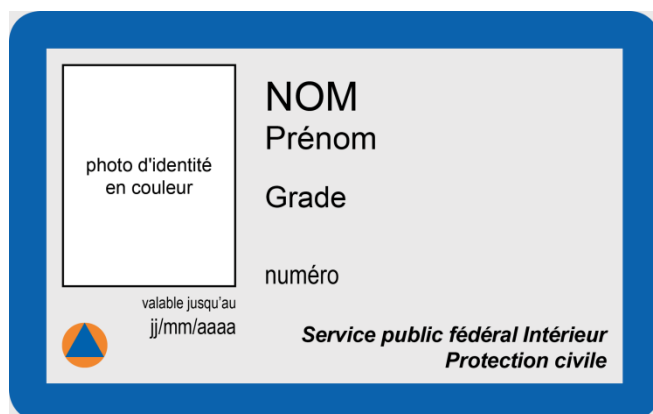 photo d'identité
en couleur
NOM
Prénom
Grade
numéro
valable jusqu'au
jj/mm/aaaa
Service public fédéral Intérieur
Protection civile